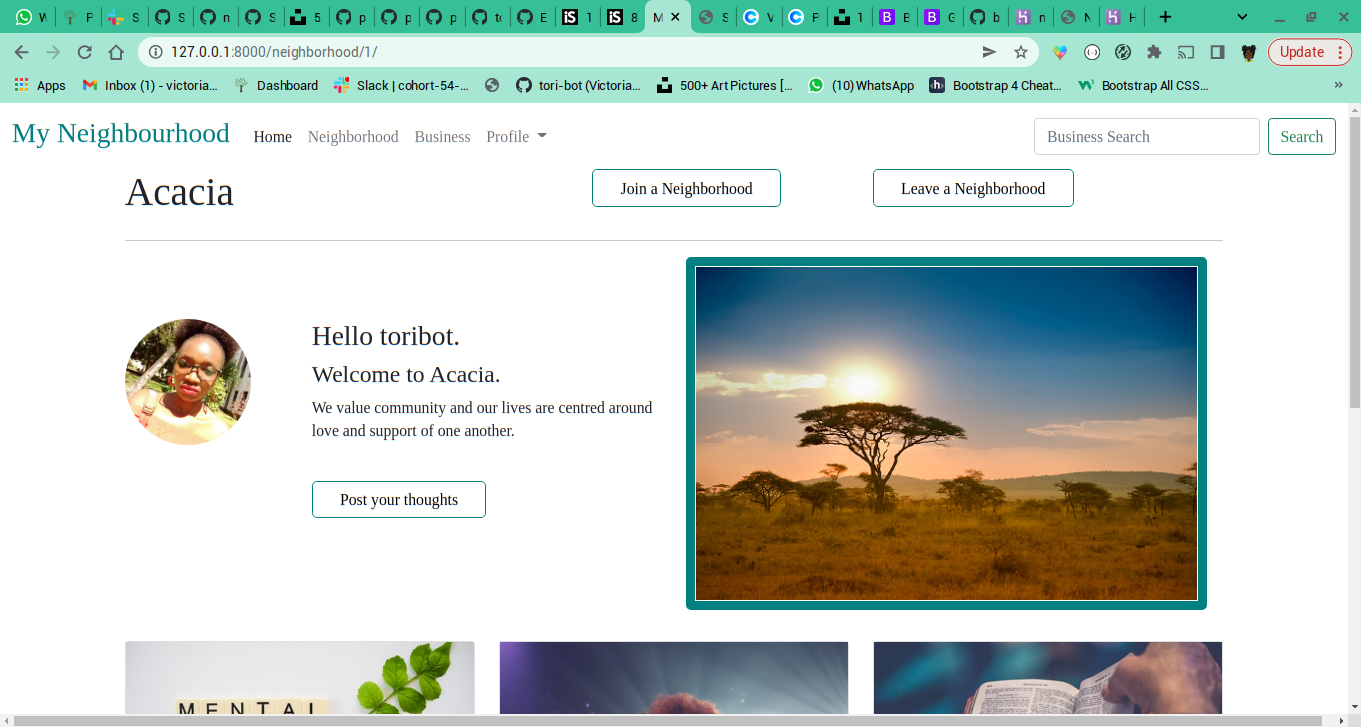 W P S S n S 5 p p p to E 1 8 M S V P 1 B G b n N H
127.0.0.1:8000/neighborhood/1/
Update
Apps Inbox (1) - victoria... Dashboard Slack | cohort-54-... tori-bot (Victoria... 500+ Art Pictures [... (10) WhatsApp Bootstrap 4 Cheat... Bootstrap All CSS... »
My Neighbourhood Home Neighborhood Business Profile Business Search Search
Acacia Join a Neighborhood Leave a Neighborhood
Hello toribot.
Welcome to Acacia.
We value community and our lives are centred around
love and support of one another.
Post your thoughts
MENTAL